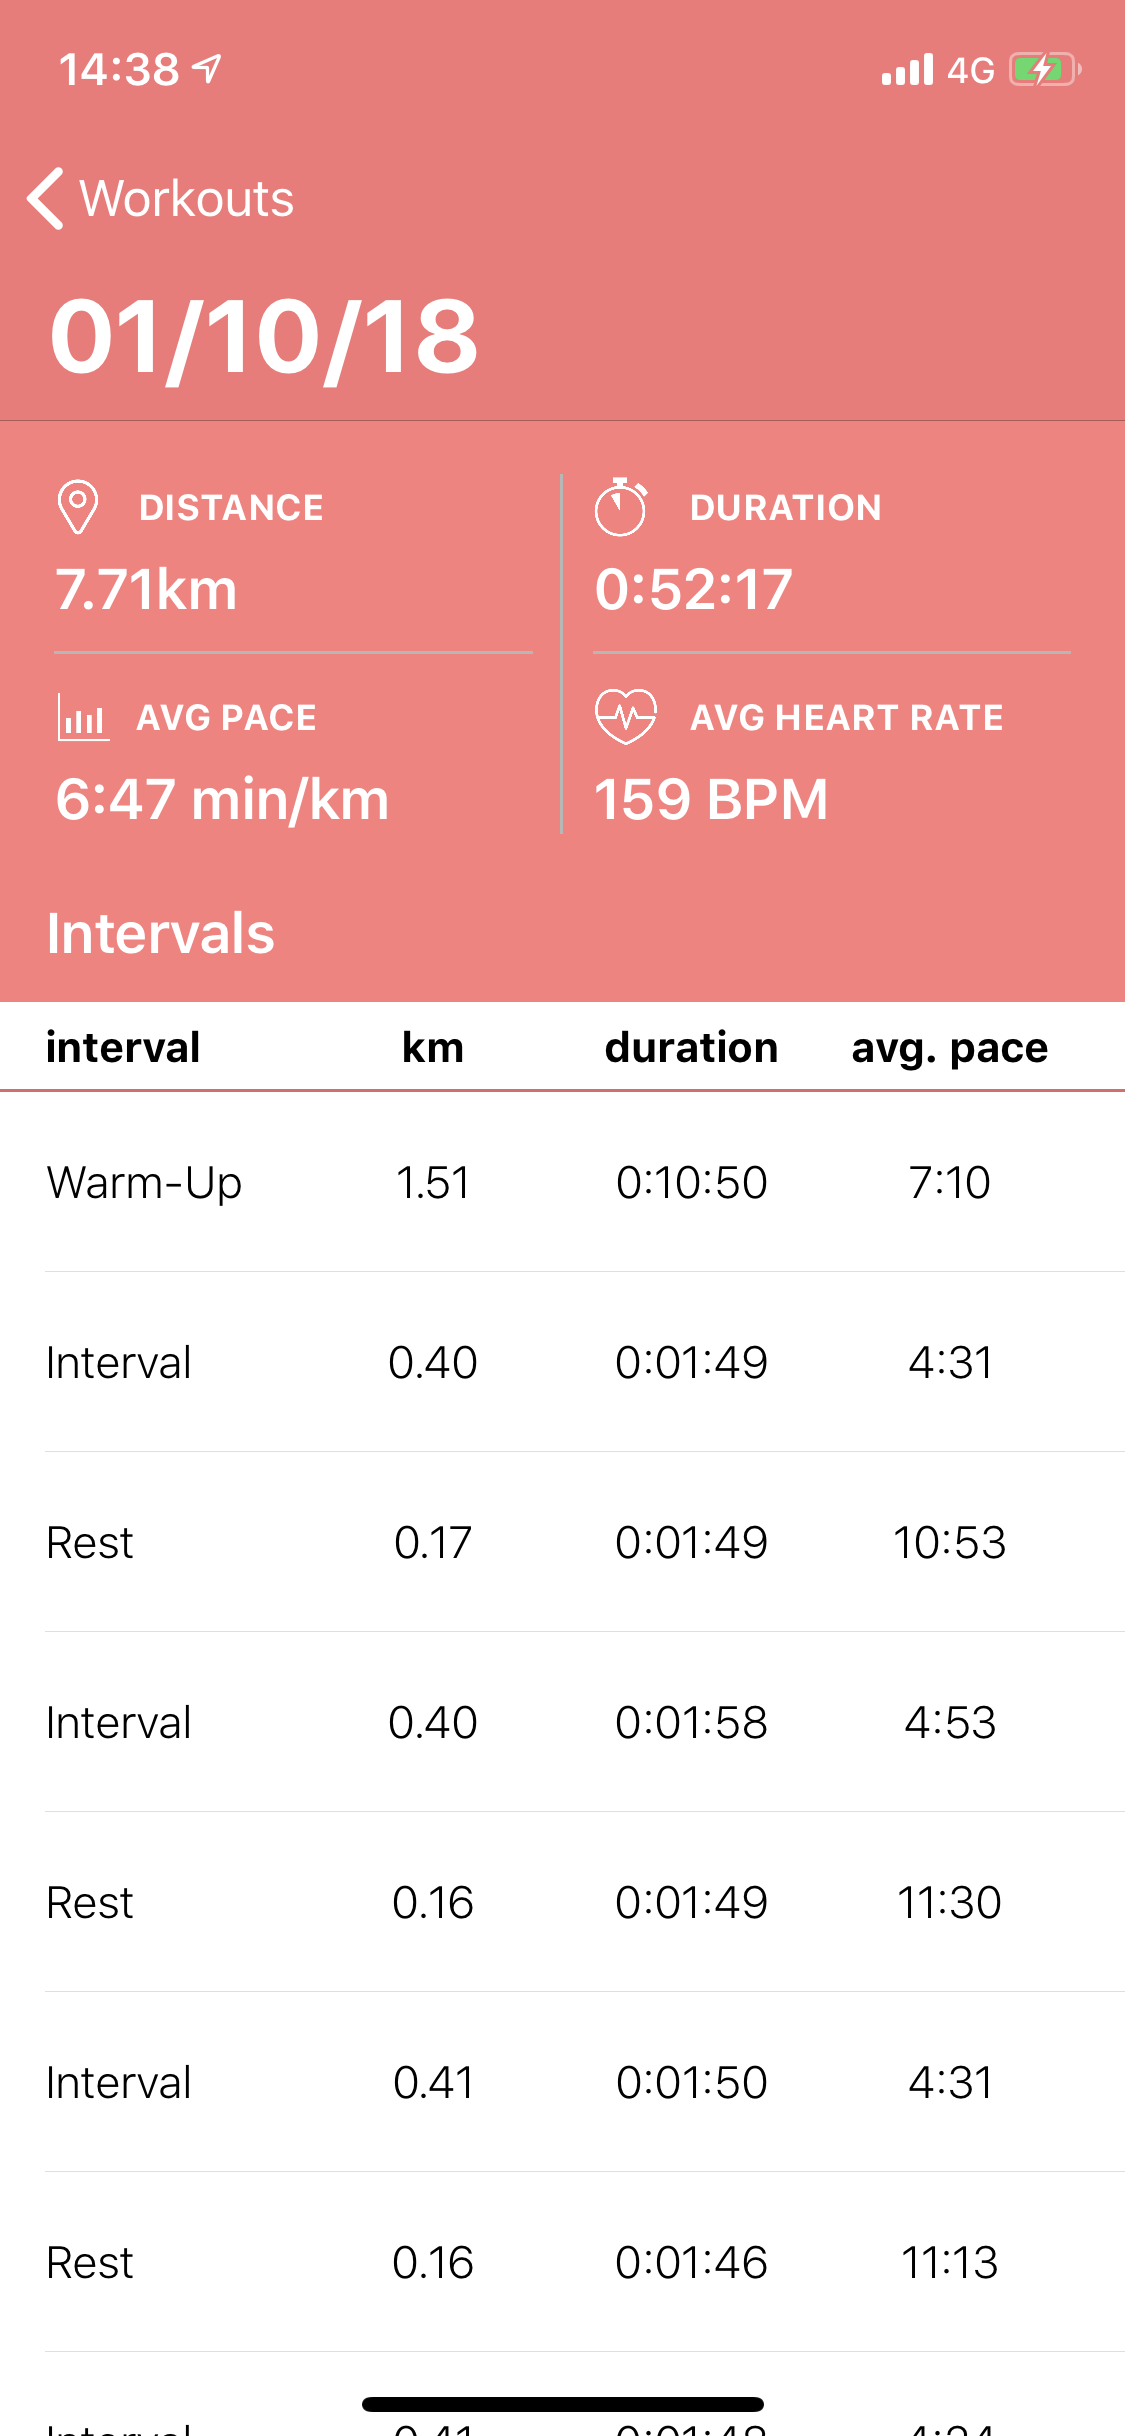 14:38 4G
Workouts
01/10/18
DISTANCE DURATION
7.71km 0:52:17
AVG PACE AVG HEART RATE
6:47 min/km 159 BPM
Intervals
interval km duration avg. pace
Warm-Up 1.51 0:10:50 7:10
Interval 0.40 0:01:49 4:31
Rest 0.17 0:01:49 10:53
Interval 0.40 0:01:58 4:53
Rest 0.16 0:01:49 11:30
Interval 0.41 0:01:50 4:31
Rest 0.16 0:01:46 11:13